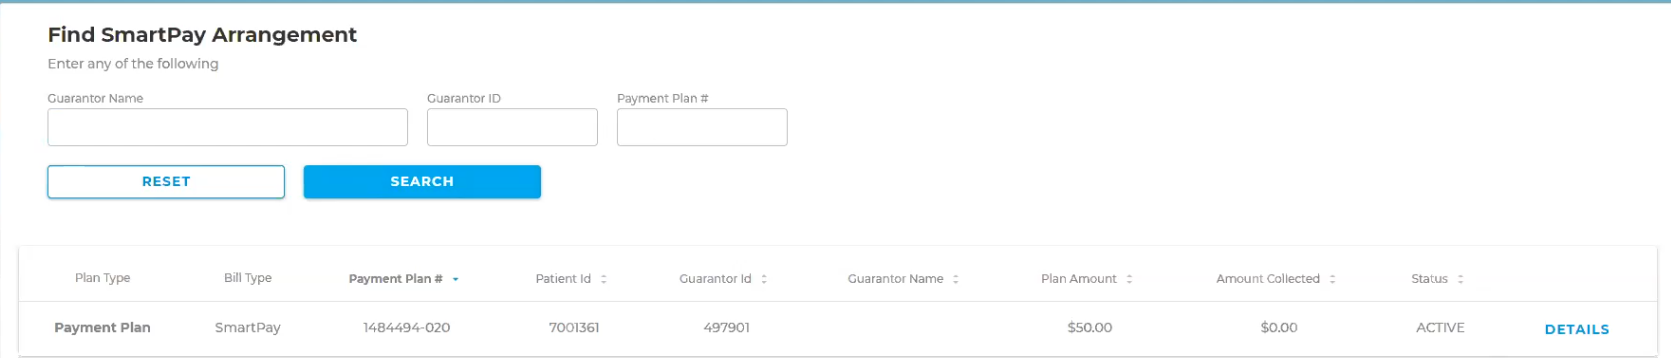 Find SmartPay Arrangement
Enter any of the following
Guarantor Name Guarantor ID Payment Plan #
RESET SEARCH
Plan Type Bill Type Payment Plan # Patient Id Guarantor Id Guarantor Name Plan Amount Amount Collected Status
Payment Plan SmartPay 1484494-020 7001361 497901 $50.00 $0.00 ACTIVE DETAILS